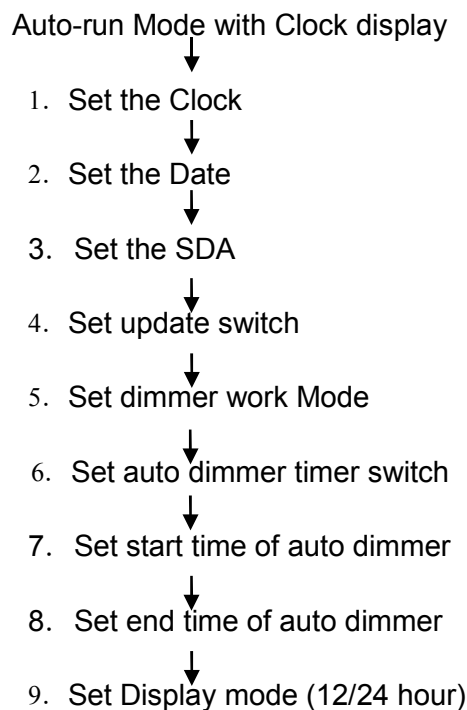 Auto-run Mode with Clock display
1. Set the Clock
2. Set the Date
3. Set the SDA
4. Set update switch
5. Set dimmer work Mode
6. Set auto dimmer timer switch
7. Set start time of auto dimmer
8. Set end time of auto dimmer
9. Set Display mode (12/24 hour)